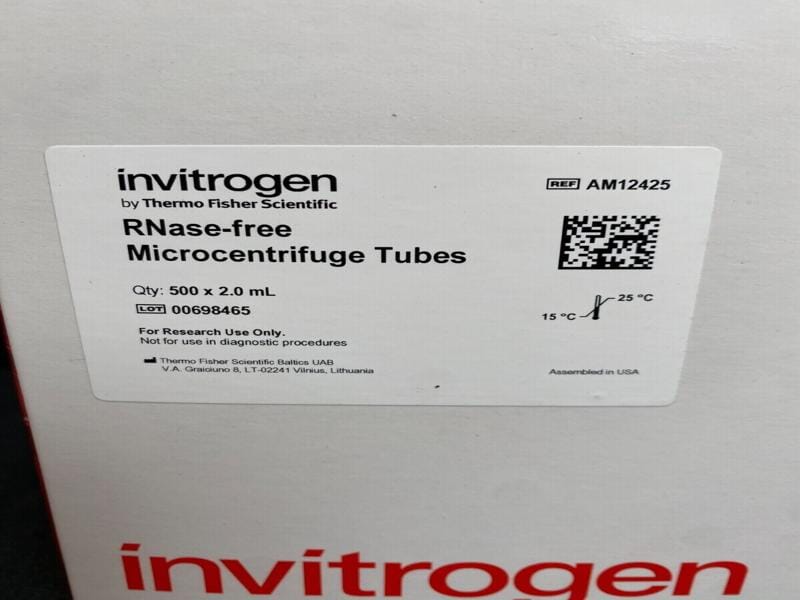 invitrogen
by Thermo Fisher Scientific
RNase-free
Microcentrifuge Tubes
Qty: 500 x 2.0 mL
LOT 00698465
For Research Use Only.
Not for use in diagnostic procedures
Thermo Fisher Scientific Baltics UAB
V.A. Graiciuno 8, LT-02241 Vilnius, Lithuania
REF AM12425
25 °C
15 °C
Assembled in USA
invitrogen